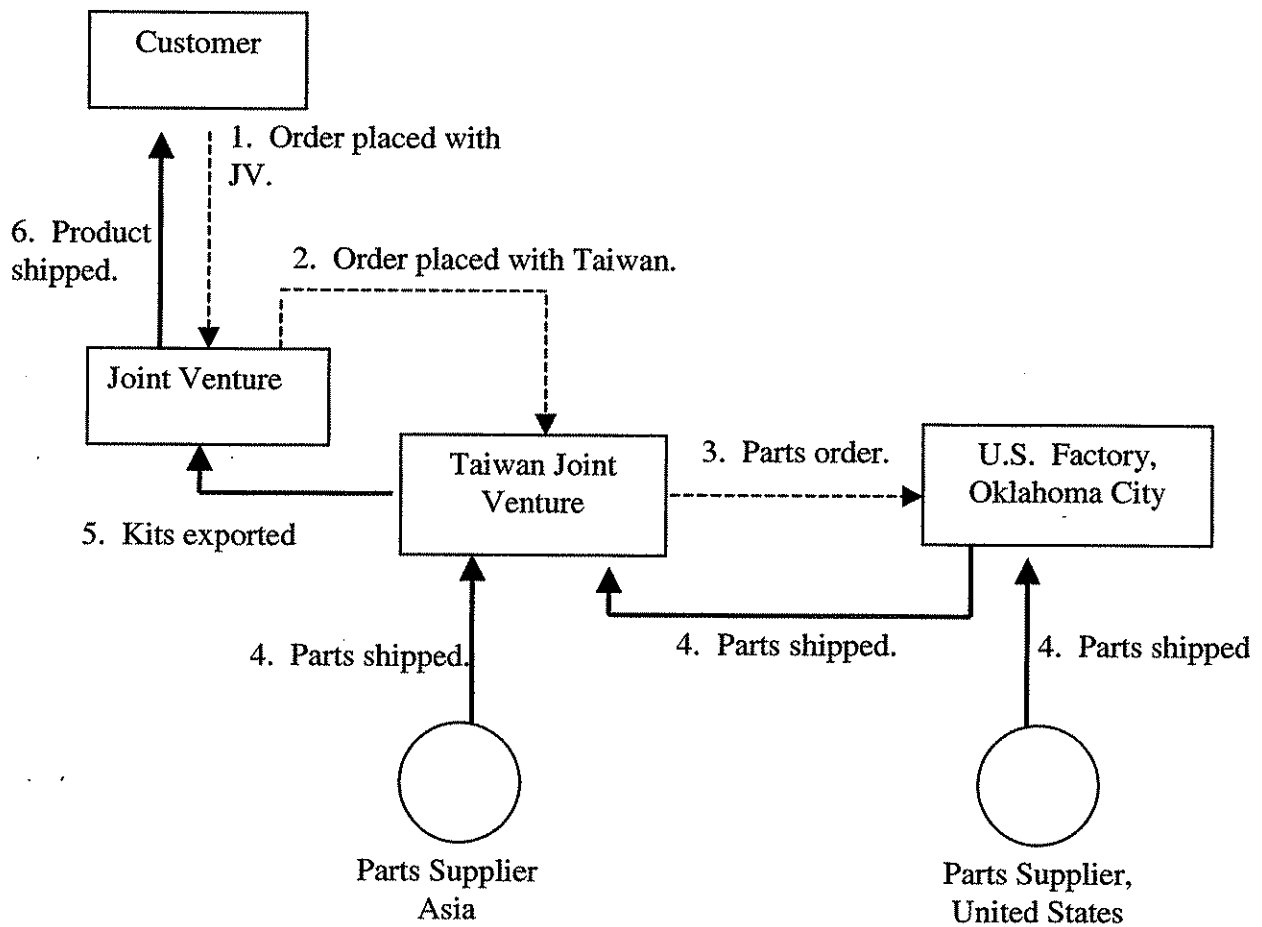 Customer
1. Order placed with
JV.
6. Product
shipped.
2. Order placed with Taiwan.
Joint Venture
Taiwan Joint
Venture
3. Parts order.
U.S. Factory,
Oklahoma City
5. Kits exported
4. Parts shipped.
4. Parts shipped.
4. Parts shipped
Parts Supplier
Asia
Parts Supplier,
United States